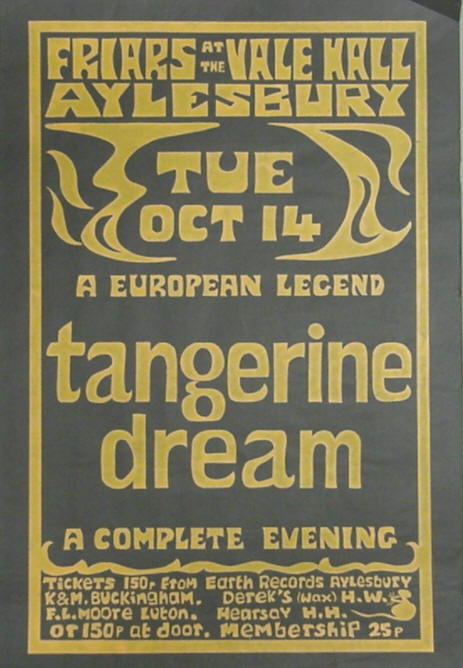 FRIARS AT THE VALE HALL
AYLESBURY
TUE
OCT 14
A EUROPEAN LEGEND
tangerine
dream
A COMPLETE EVENING
TICKETS 150P From Earth Records Aylesbury
K&M. BUCKINGHAM. DEREK'S (WAX) H.W.
F.L. MOORE LUTON. Hearsay H.H.
or 150P at door. Membership 25P